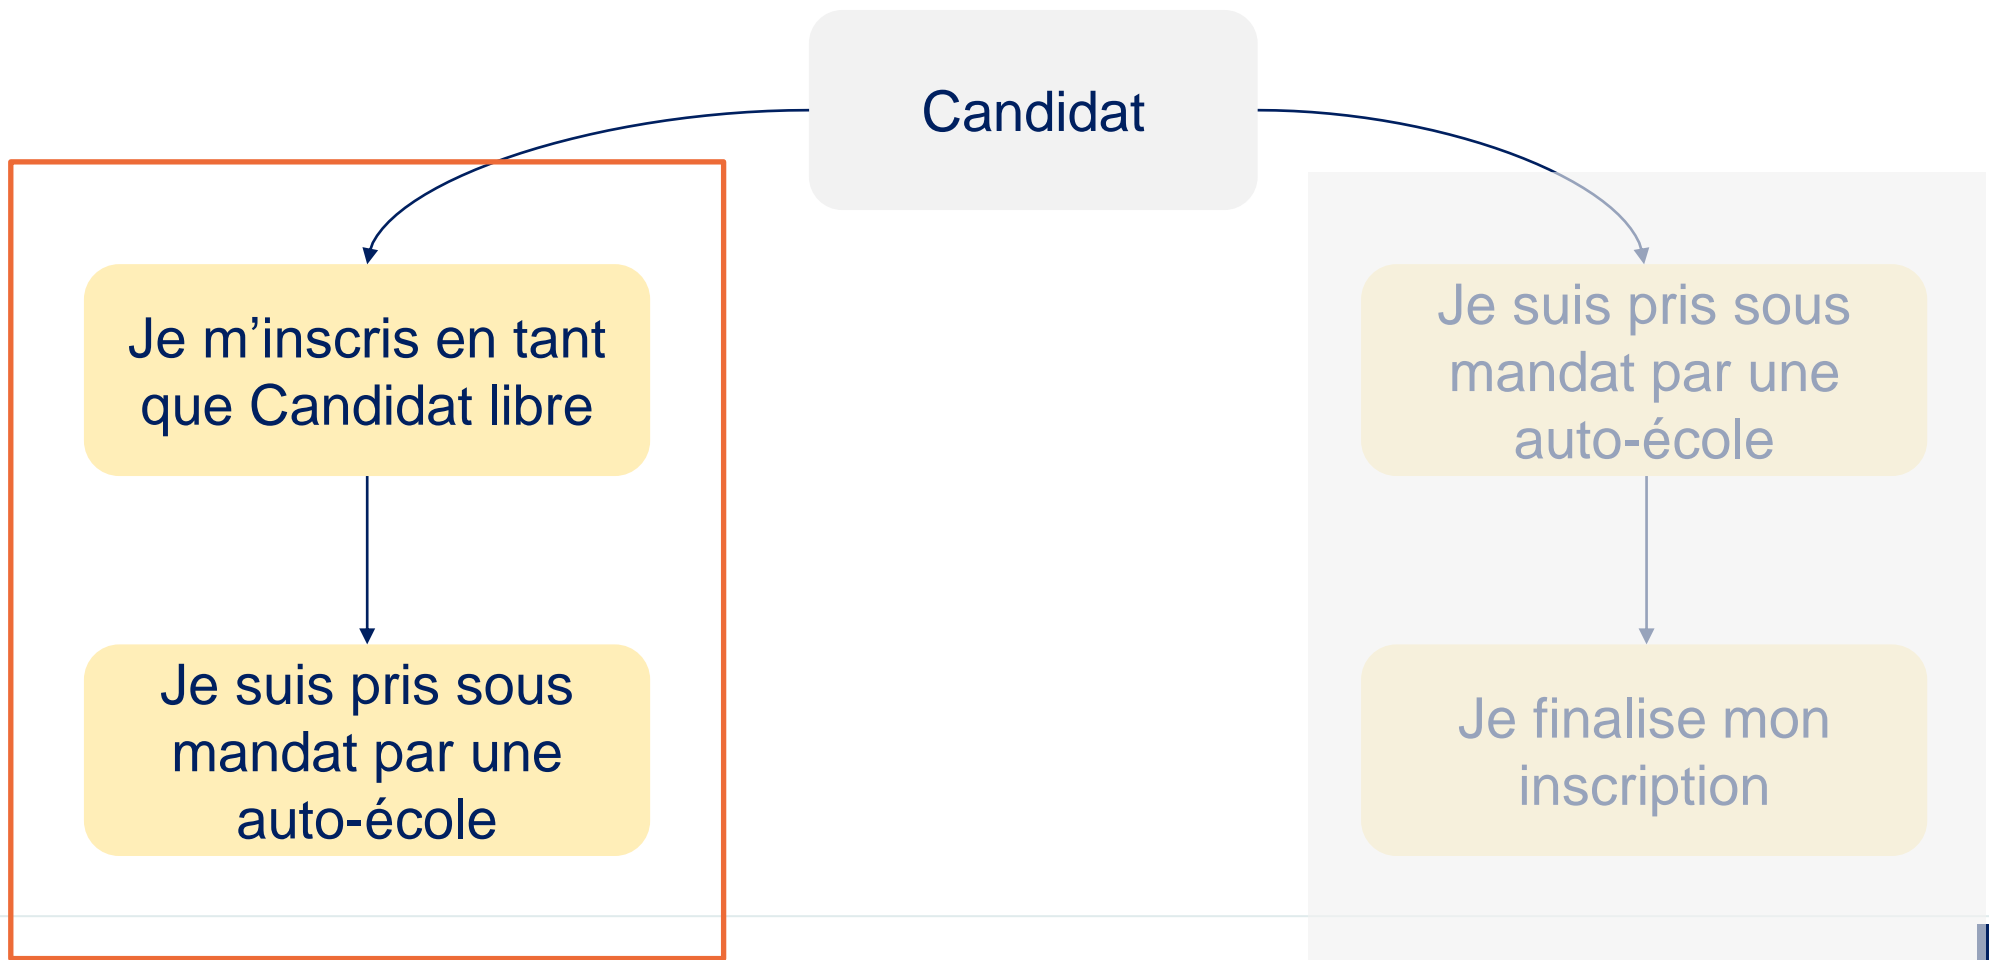 Candidat
Je m’inscris en tant
que Candidat libre
Je suis pris sous
mandat par une
auto-école
Je suis pris sous
mandat par une
auto-école
Je finalise mon
inscription